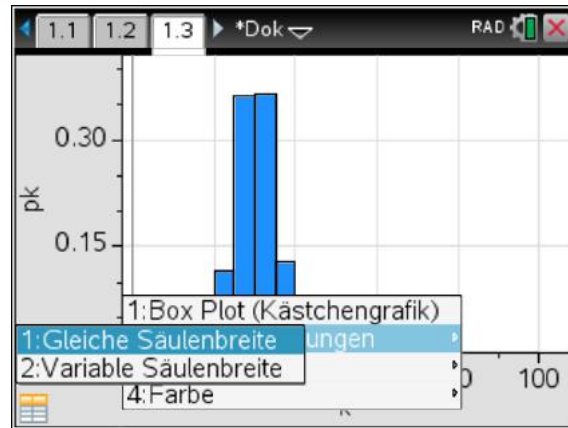 1.1 1.2 1.3 *Dok RAD
0.30
pk
0.15
1:Box Plot (Kästchengrafik)
1:Gleiche Säulenbreite
ungen
2:Variable Säulenbreite
4:Farbe
100